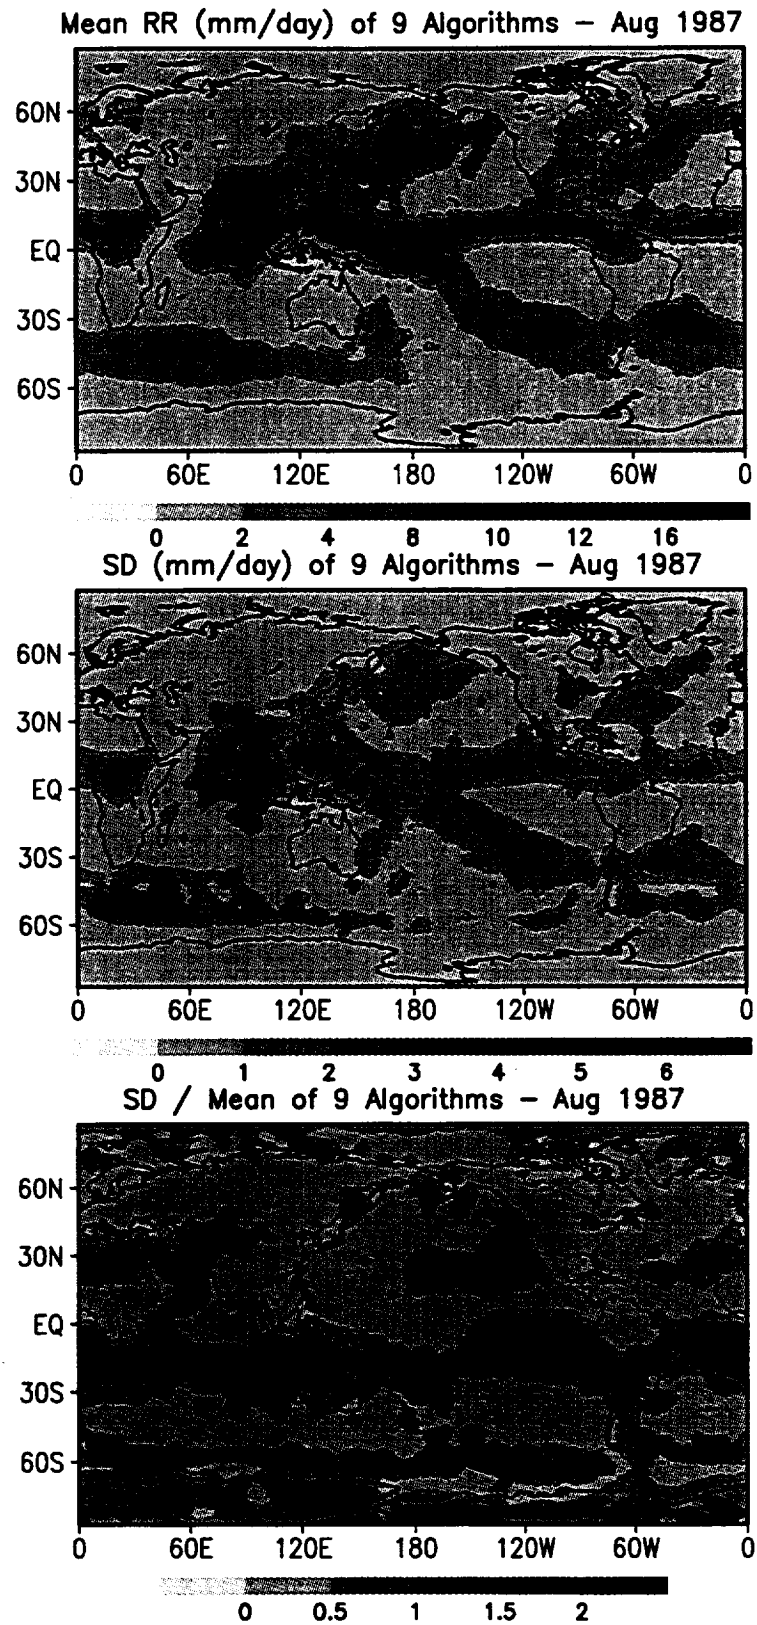 Mean RR (mm/day) of 9 Algorithms – Aug 1987
60N
30N
EQ
30S
60S
0 60E 120E 180 120W 60W 0
0 2 4 8 10 12 16
SD (mm/day) of 9 Algorithms – Aug 1987
60N
30N
EQ
30S
60S
0 60E 120E 180 120W 60W 0
0 1 2 3 4 5 6
SD / Mean of 9 Algorithms – Aug 1987
60N
30N
EQ
30S
60S
0 60E 120E 180 120W 60W 0
0 0.5 1 1.5 2